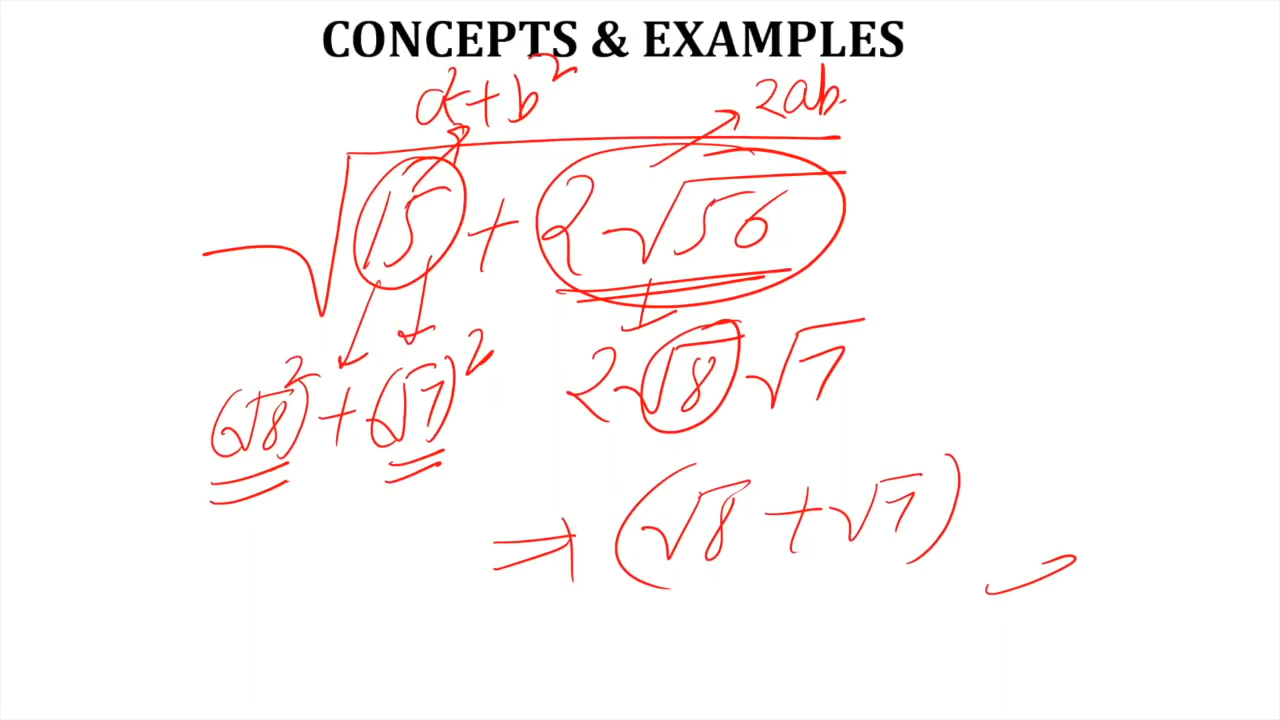 CONCEPTS & EXAMPLES
a²+b² 2ab.
√(15 + 2√56)
(√8)² + (√7)² 2√8 √7
⇒ (√8 + √7)